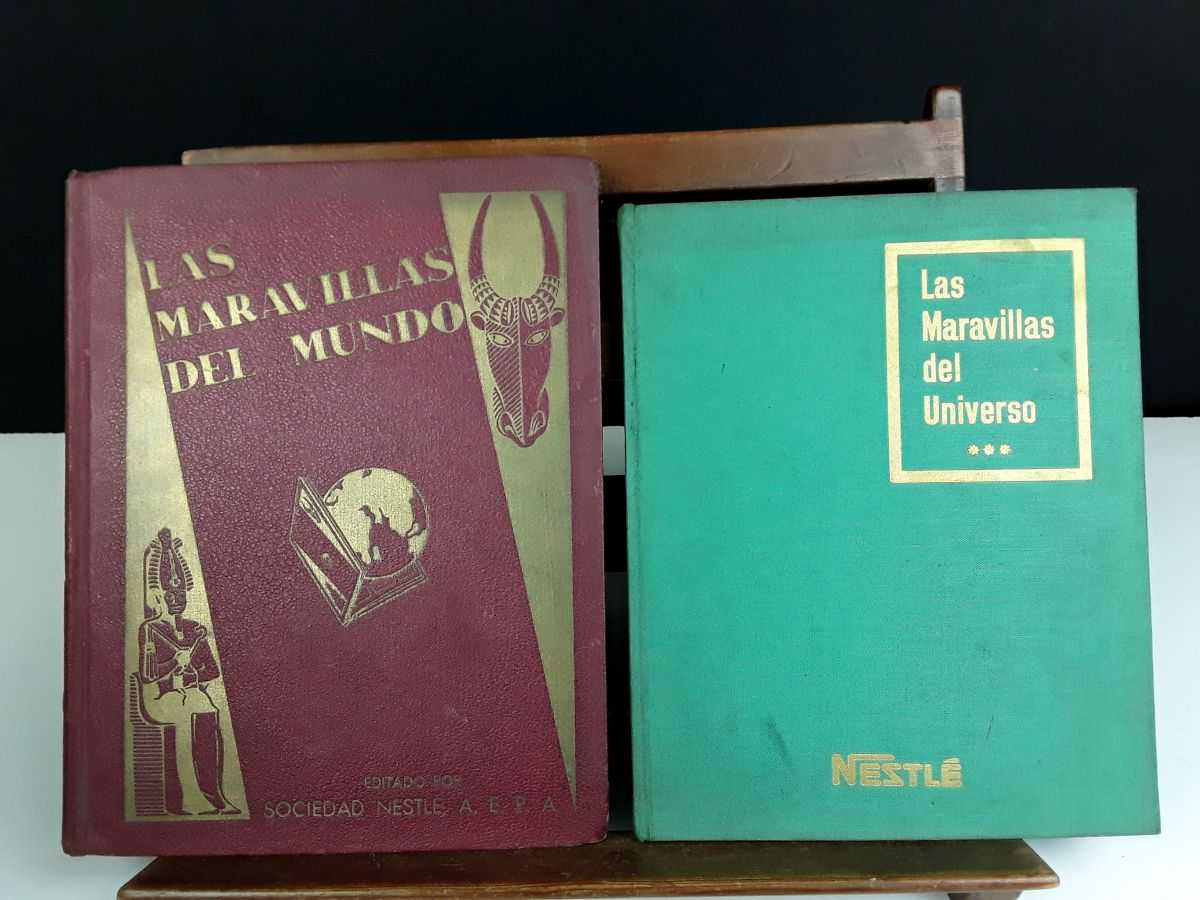 LAS
MARAVILLAS
DEL MUNDO
EDITADO POR
SOCIEDAD NESTLÉ, A. E. P. A.
Las
Maravillas
del
Universo
***
NESTLÉ